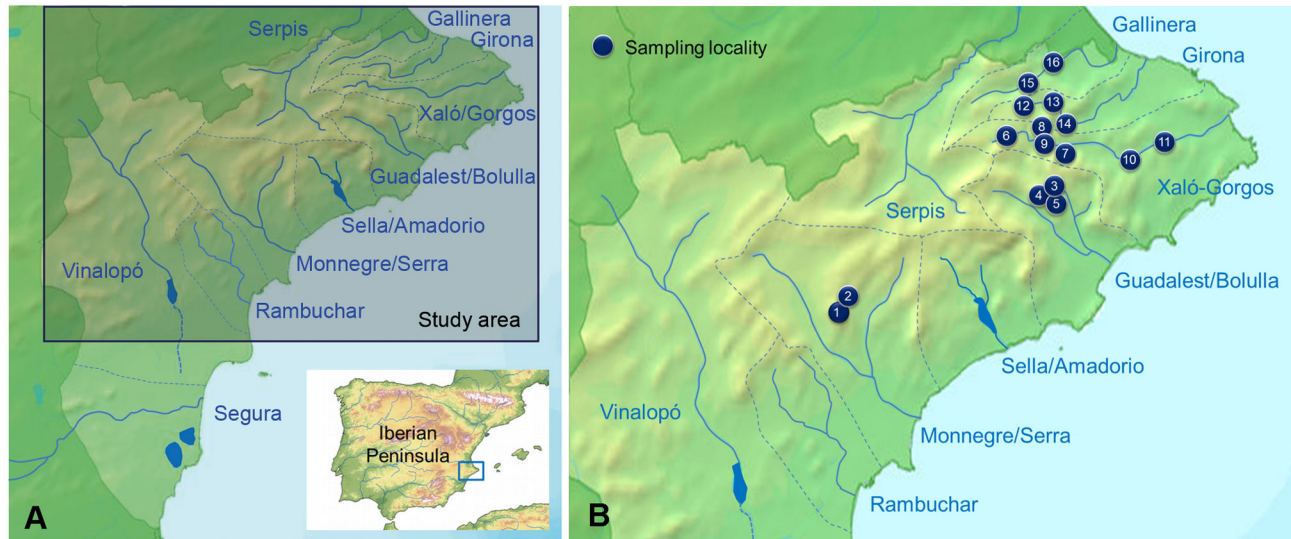 Serpis
Gallinera
Girona
Xaló/Gorgos
Guadalest/Bolulla
Sella/Amadorio
Monnegre/Serra
Vinalopó
Rambuchar
Study area
Segura
Iberian
Peninsula
A
Sampling locality
Gallinera
Girona
16
15
12
13
8
14
6
9
7
11
10
Xaló-Gorgos
3
4
5
Serpis
Guadalest/Bolulla
2
1
Sella/Amadorio
Vinalopó
Monnegre/Serra
Rambuchar
B